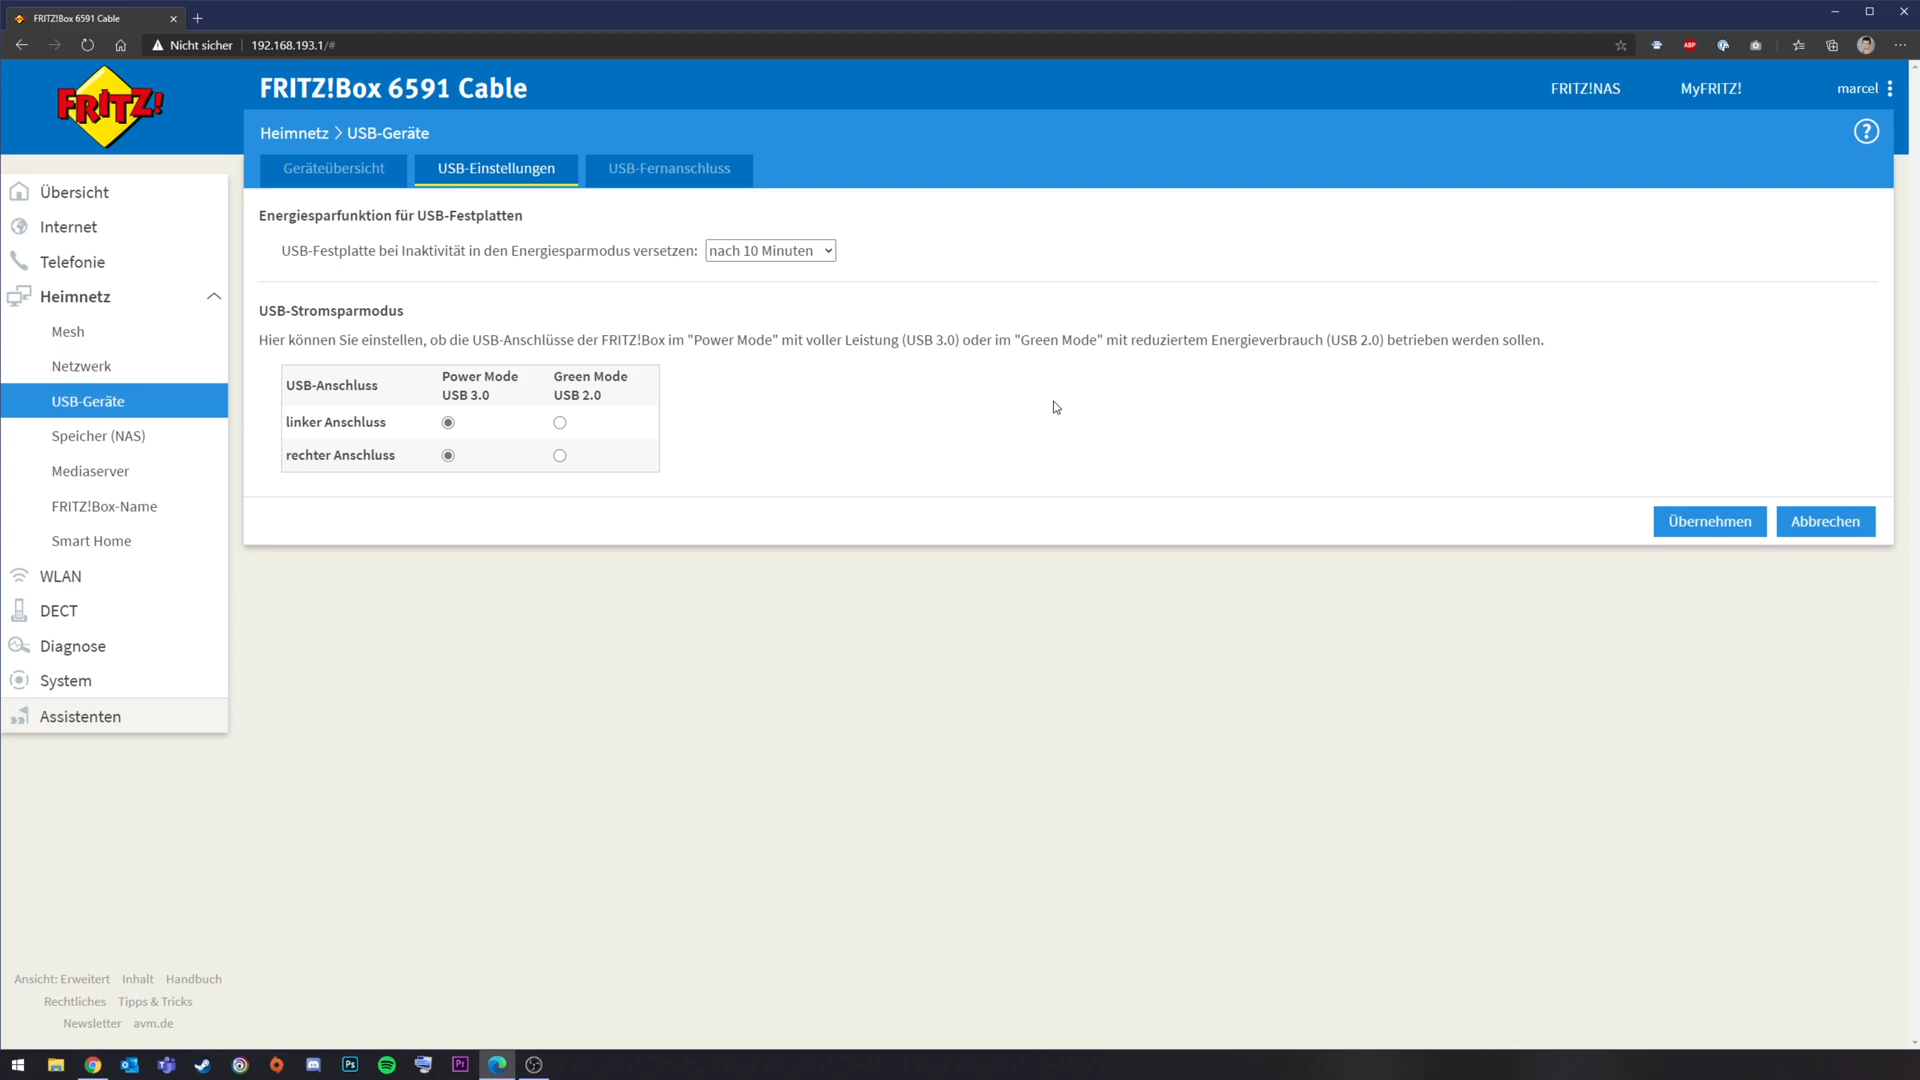 FRITZ!Box 6591 Cable
Nicht sicher
192.168.193.1/#
ABP
FRITZ!
FRITZ!Box 6591 Cable
FRITZ!NAS
MyFRITZ!
marcel
Heimnetz > USB-Geräte
?
Geräteübersicht
USB-Einstellungen
USB-Fernanschluss
Übersicht
Internet
Telefonie
Heimnetz
Mesh
Netzwerk
USB-Geräte
Speicher (NAS)
Mediaserver
FRITZ!Box-Name
Smart Home
WLAN
DECT
Diagnose
System
Assistenten
Energiesparfunktion für USB-Festplatten
USB-Festplatte bei Inaktivität in den Energiesparmodus versetzen: nach 10 Minuten
USB-Stromsparmodus
Hier können Sie einstellen, ob die USB-Anschlüsse der FRITZ!Box im "Power Mode" mit voller Leistung (USB 3.0) oder im "Green Mode" mit reduziertem Energieverbrauch (USB 2.0) betrieben werden sollen.
USB-Anschluss
Power Mode
USB 3.0
Green Mode
USB 2.0
linker Anschluss
rechter Anschluss
Übernehmen
Abbrechen
Ansicht: Erweitert Inhalt Handbuch
Rechtliches Tipps & Tricks
Newsletter avm.de
Ps
Pr